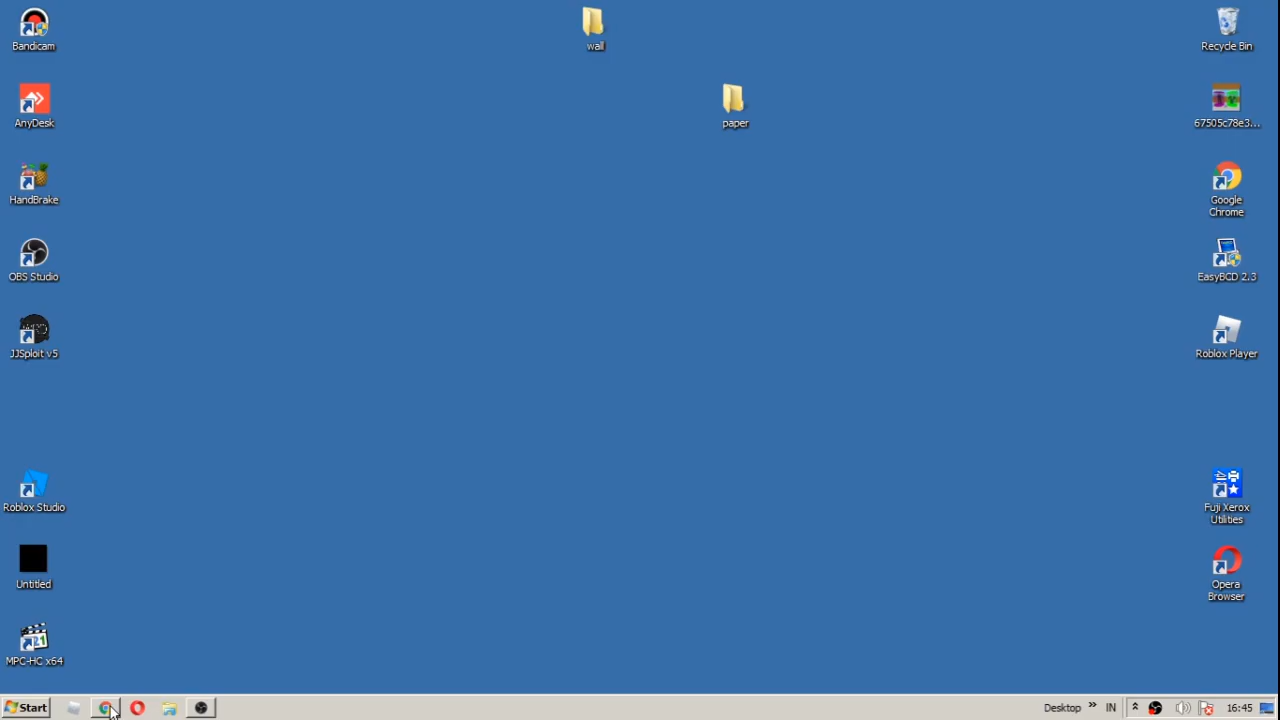 Bandicam
wall
Recycle Bin
AnyDesk
paper
67505c78e3...
HandBrake
Google
Chrome
OBS Studio
EasyBCD 2.3
JJSploit v5
Roblox Player
Roblox Studio
Fuji Xerox
Utilities
Untitled
Opera
Browser
MPC-HC x64
Start
Desktop
»
IN
16:45